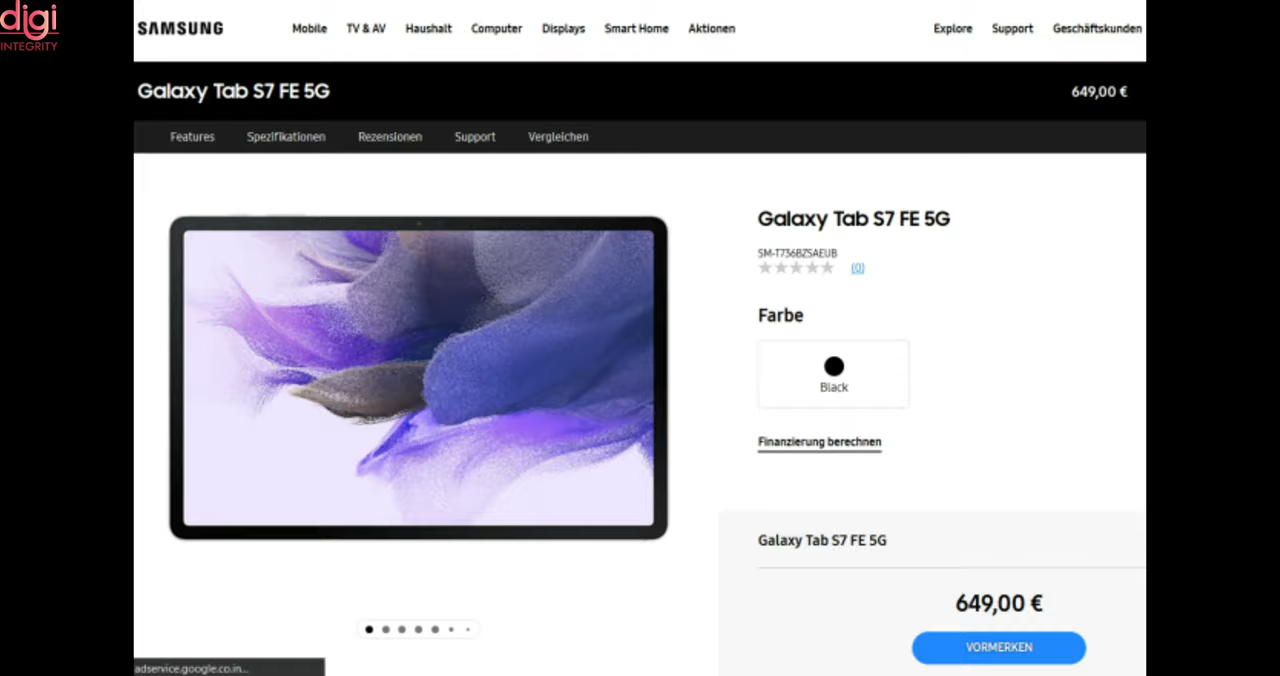 digi
INTEGRITY
SAMSUNG
Mobile TV & AV Haushalt Computer Displays Smart Home Aktionen Explore Support Geschäftskunden
Galaxy Tab S7 FE 5G 649,00 €
Features Spezifikationen Rezensionen Support Vergleichen
Galaxy Tab S7 FE 5G
SM-T736BZSAEUB
(0)
Farbe
Black
Finanzierung berechnen
Galaxy Tab S7 FE 5G
649,00 €
VORMERKEN
adservice.google.co.in...